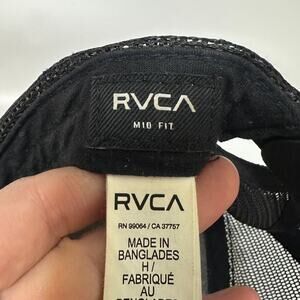 RVCA
MID FIT
RVCA
RN 99064 / CA 37757
MADE IN
BANGLADES
H /
FABRIQUÉ
AU